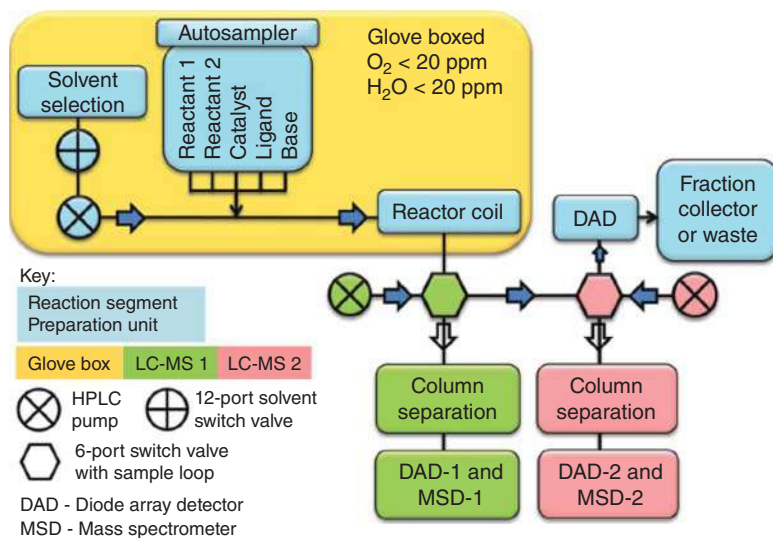 Autosampler
Reactant 1
Reactant 2
Catalyst
Ligand
Base
Glove boxed
O₂ < 20 ppm
H₂O < 20 ppm
Solvent
selection
Reactor coil
DAD
Fraction
collector
or waste
Key:
Reaction segment
Preparation unit
Glove box
LC-MS 1
LC-MS 2
HPLC
pump
12-port solvent
switch valve
6-port switch valve
with sample loop
DAD - Diode array detector
MSD - Mass spectrometer
Column
separation
DAD-1 and
MSD-1
Column
separation
DAD-2 and
MSD-2